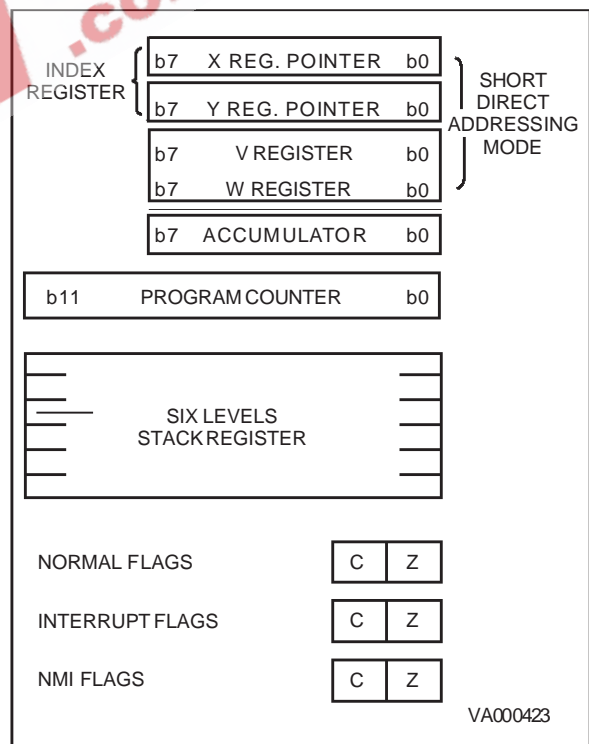 .co
b7 X REG. POINTER b0
INDEX
REGISTER
b7 Y REG. POINTER b0
SHORT
DIRECT
ADDRESSING
MODE
b7 V REGISTER b0
b7 W REGISTER b0
b7 ACCUMULATOR b0
b11 PROGRAM COUNTER b0
SIX LEVELS
STACK REGISTER
NORMAL FLAGS C Z
INTERRUPT FLAGS C Z
NMI FLAGS C Z
VA000423